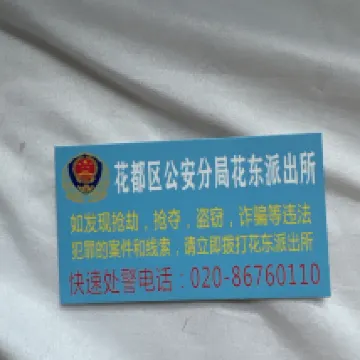 花都区公安分局花东派出所
如发现抢劫，抢夺，盗窃，诈骗等违法
犯罪的案件和线索，请立即拨打花东派出所
快速处警电话：020-86760110